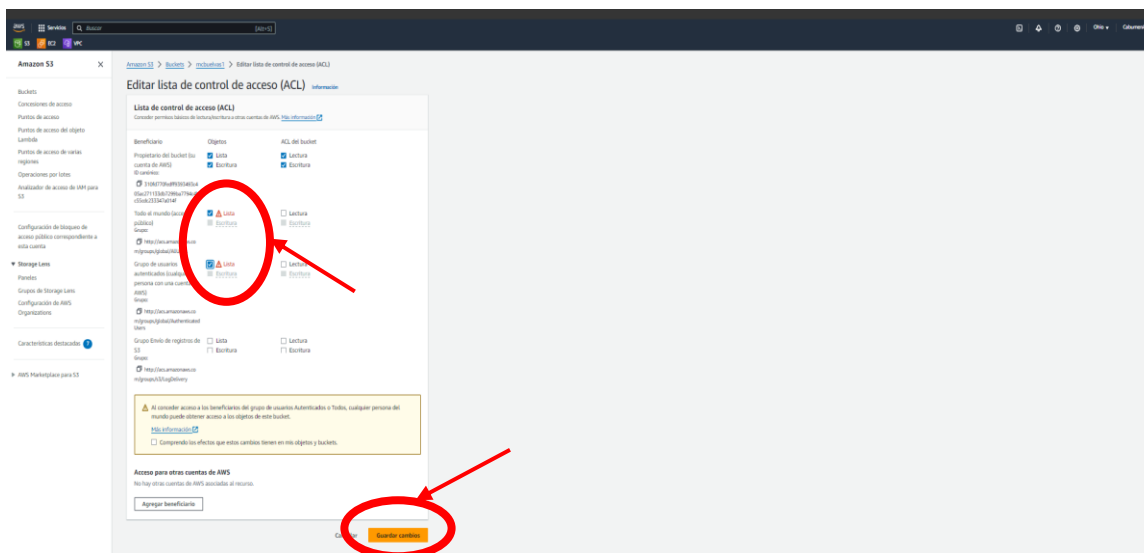 aws
Servicios
Buscar
[Alt+S]
Ohio
S3
EC2
VPC
Amazon S3
Buckets
Concesiones de acceso
Puntos de acceso
Puntos de acceso del objeto
Lambda
Puntos de acceso de varias
regiones
Operaciones por lotes
Analizador de acceso de IAM para
S3
Configuración de bloqueo de
acceso público correspondiente a
esta cuenta
Storage Lens
Paneles
Grupos de Storage Lens
Configuración de AWS
Organizations
Características destacadas
AWS Marketplace para S3
Amazon S3 > Buckets > > Editar lista de control de acceso (ACL)
Editar lista de control de acceso (ACL) Información
Lista de control de acceso (ACL)
Conceder permisos básicos de lectura/escritura a otras cuentas de AWS. Más información
Beneficiario Objetos ACL del bucket
Propietario del bucket (su Lista Lectura
cuenta de AWS) Escritura Escritura
ID canónico:
Todo el mundo Lista Lectura
público) Escritura Escritura
Grupo:
Grupo de usuarios Lista Lectura
autenticados Escritura Escritura
persona con una cuenta
AWS)
Grupo:
Users
Grupo Envío de registros de Lista Lectura
S3 Escritura Escritura
Grupo:
http://acs.amazonaws.co
m/groups/s3/LogDelivery
Al conceder acceso a los beneficiarios del grupo de usuarios Autenticados o Todos, cualquier persona del
mundo puede obtener acceso a los objetos de este bucket.
Más información
Comprendo los efectos que estos cambios tienen en mis objetos y buckets.
Acceso para otras cuentas de AWS
No hay otras cuentas de AWS asociadas al recurso.
Agregar beneficiario
Guardar cambios